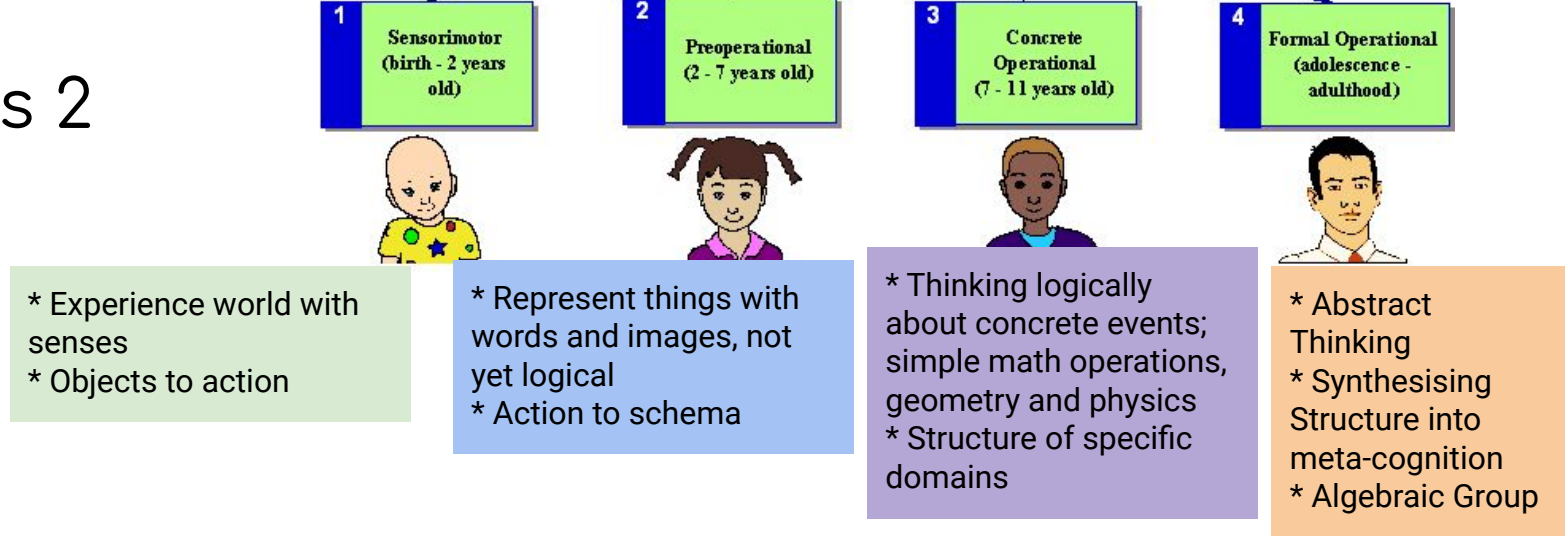 s 2
1
Sensorimotor
(birth - 2 years
old)
2
Preoperational
(2 - 7 years old)
3
Concrete
Operational
(7 - 11 years old)
4
Formal Operational
(adolescence -
adulthood)
* Experience world with
senses
* Objects to action
* Represent things with
words and images, not
yet logical
* Action to schema
* Thinking logically
about concrete events;
simple math operations,
geometry and physics
* Structure of specific
domains
* Abstract
Thinking
* Synthesising
Structure into
meta-cognition
* Algebraic Group